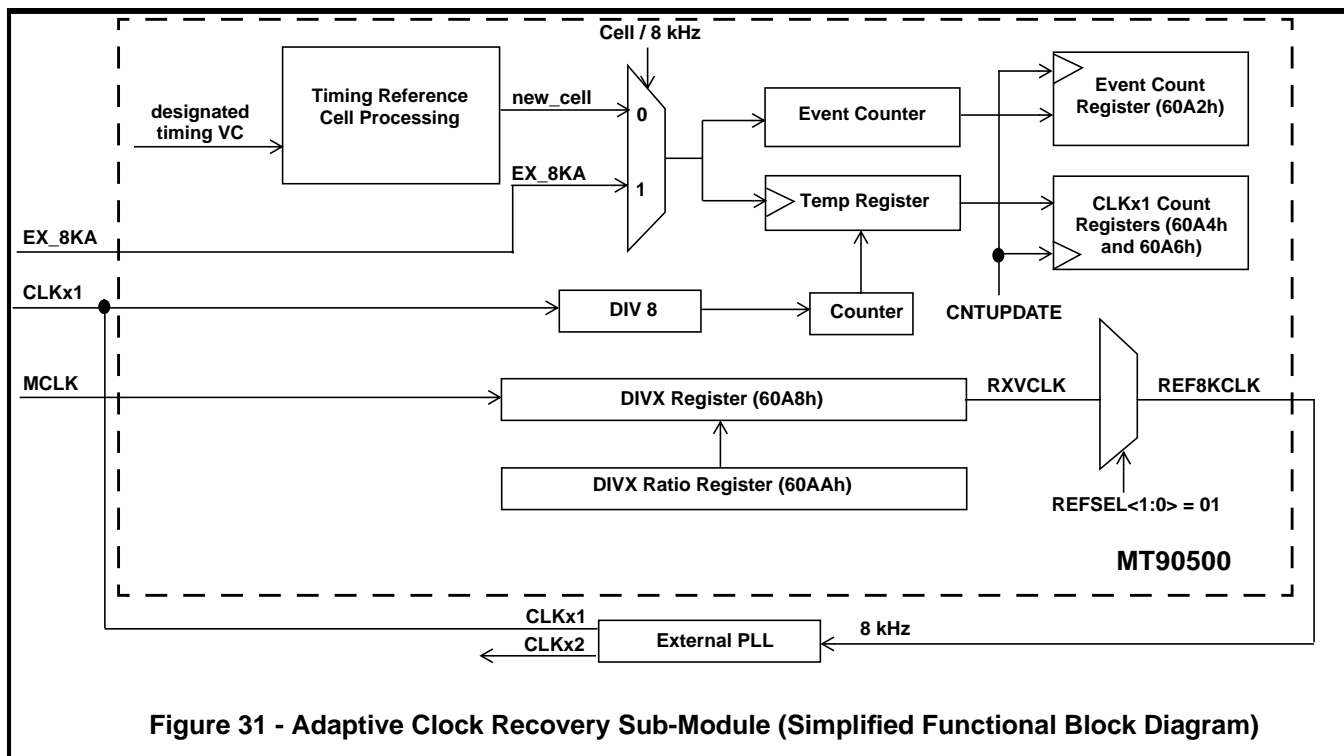 Cell / 8 kHz
designated
timing VC
Timing Reference
Cell Processing
new_cell
0
1
EX_8KA
EX_8KA
Event Counter
Temp Register
Event Count
Register (60A2h)
CLKx1 Count
Registers (60A4h
and 60A6h)
CLKx1
DIV 8
Counter
CNTUPDATE
MCLK
DIVX Register (60A8h)
RXVCLK
REF8KCLK
DIVX Ratio Register (60AAh)
REFSEL<1:0> = 01
MT90500
CLKx1
CLKx2
External PLL
8 kHz
Figure 31 - Adaptive Clock Recovery Sub-Module (Simplified Functional Block Diagram)